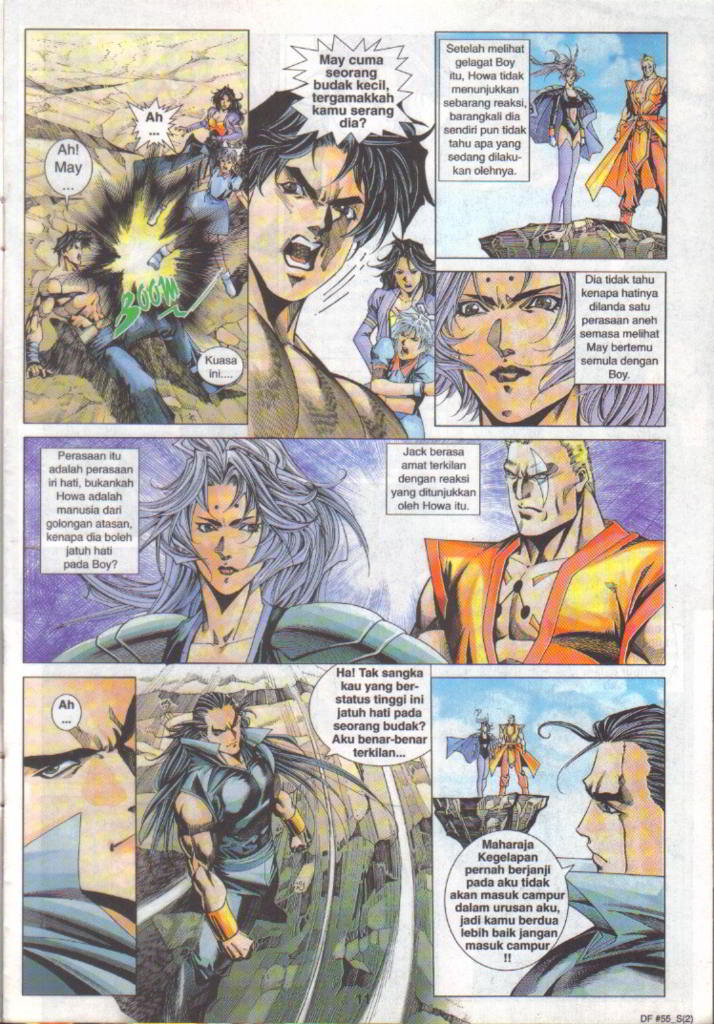 Ah
...
Ah!
May
...
BOOM
Kuasa
ini....
May cuma
seorang
budak kecil,
tergamakkah
kamu serang
dia?
Setelah melihat
gelagat Boy
itu, Howa tidak
menunjukkan
sebarang reaksi,
barangkali dia
sendiri pun tidak
tahu apa yang
sedang dilaku-
kan olehnya.
Dia tidak tahu
kenapa hatinya
dilanda satu
perasaan aneh
semasa melihat
May bertemu
semula dengan
Boy.
Perasaan itu
adalah perasaan
iri hati, bukankah
Howa adalah
manusia dari
golongan atasan,
kenapa dia boleh
jatuh hati
pada Boy?
Jack berasa
amat terkilan
dengan reaksi
yang ditunjukkan
oleh Howa itu.
Ah
...
Ha! Tak sangka
kau yang ber-
status tinggi ini
jatuh hati pada
seorang budak?
Aku benar-benar
terkilan...
Maharaja
Kegelapan
pernah berjanji
pada aku tidak
akan masuk campur
dalam urusan aku,
jadi kamu berdua
lebih baik jangan
masuk campur
!!
11
DF #55_S(2)